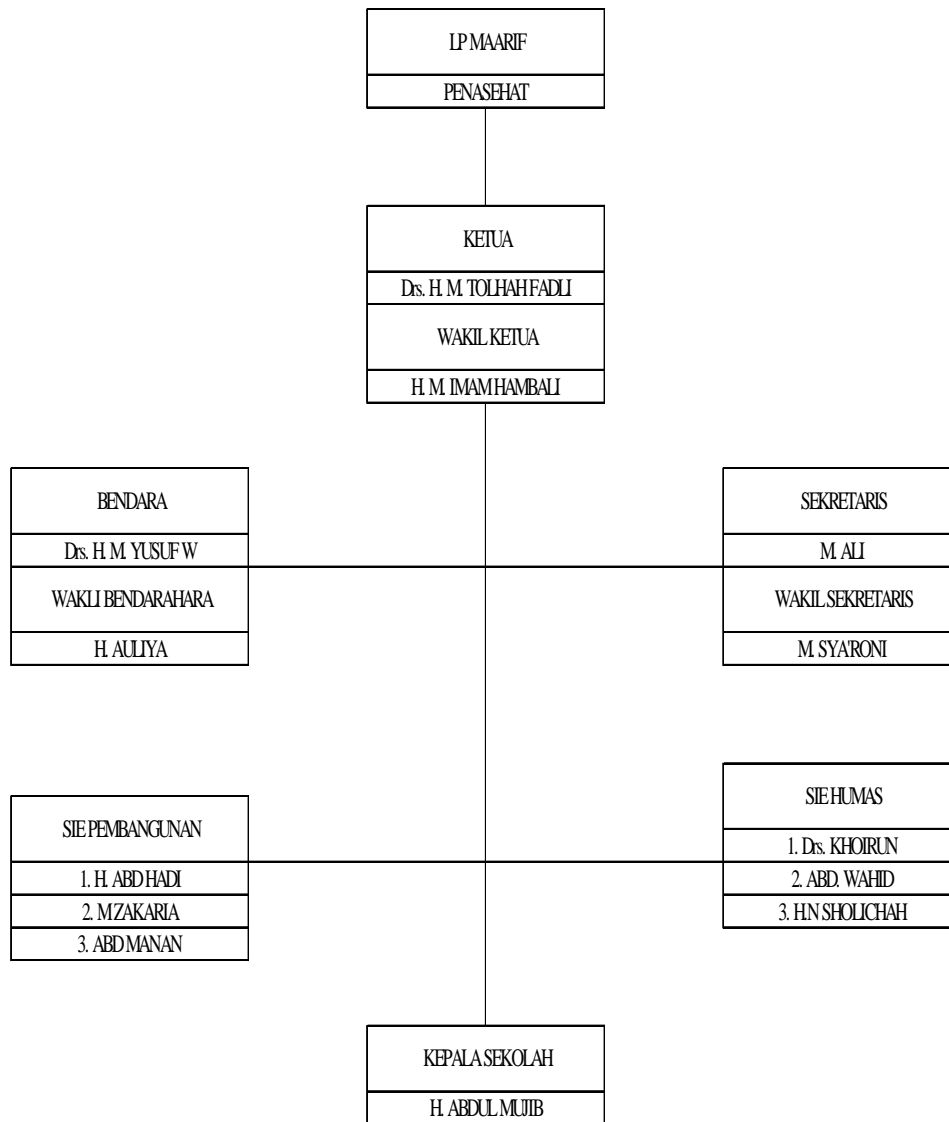 LP MAARIF
PENASEHAT
KETUA
Drs. H. M. TOLHAH FADLI
WAKIL KETUA
H. M. IMAM HAMBALI
BENDARA
Drs. H. M. YUSUF W
WAKLI BENDARAHARA
H. AULIYA
SEKRETARIS
M. ALI
WAKIL SEKRETARIS
M. SYA'RONI
SIE PEMBANGUNAN
1. H. ABD HADI
2. M ZAKARIA
3. ABD MANAN
SIE HUMAS
1. Drs. KHOIRUN
2. ABD. WAHID
3. H.N SHOLICHAH
KEPALA SEKOLAH
H. ABDUL MUJIB